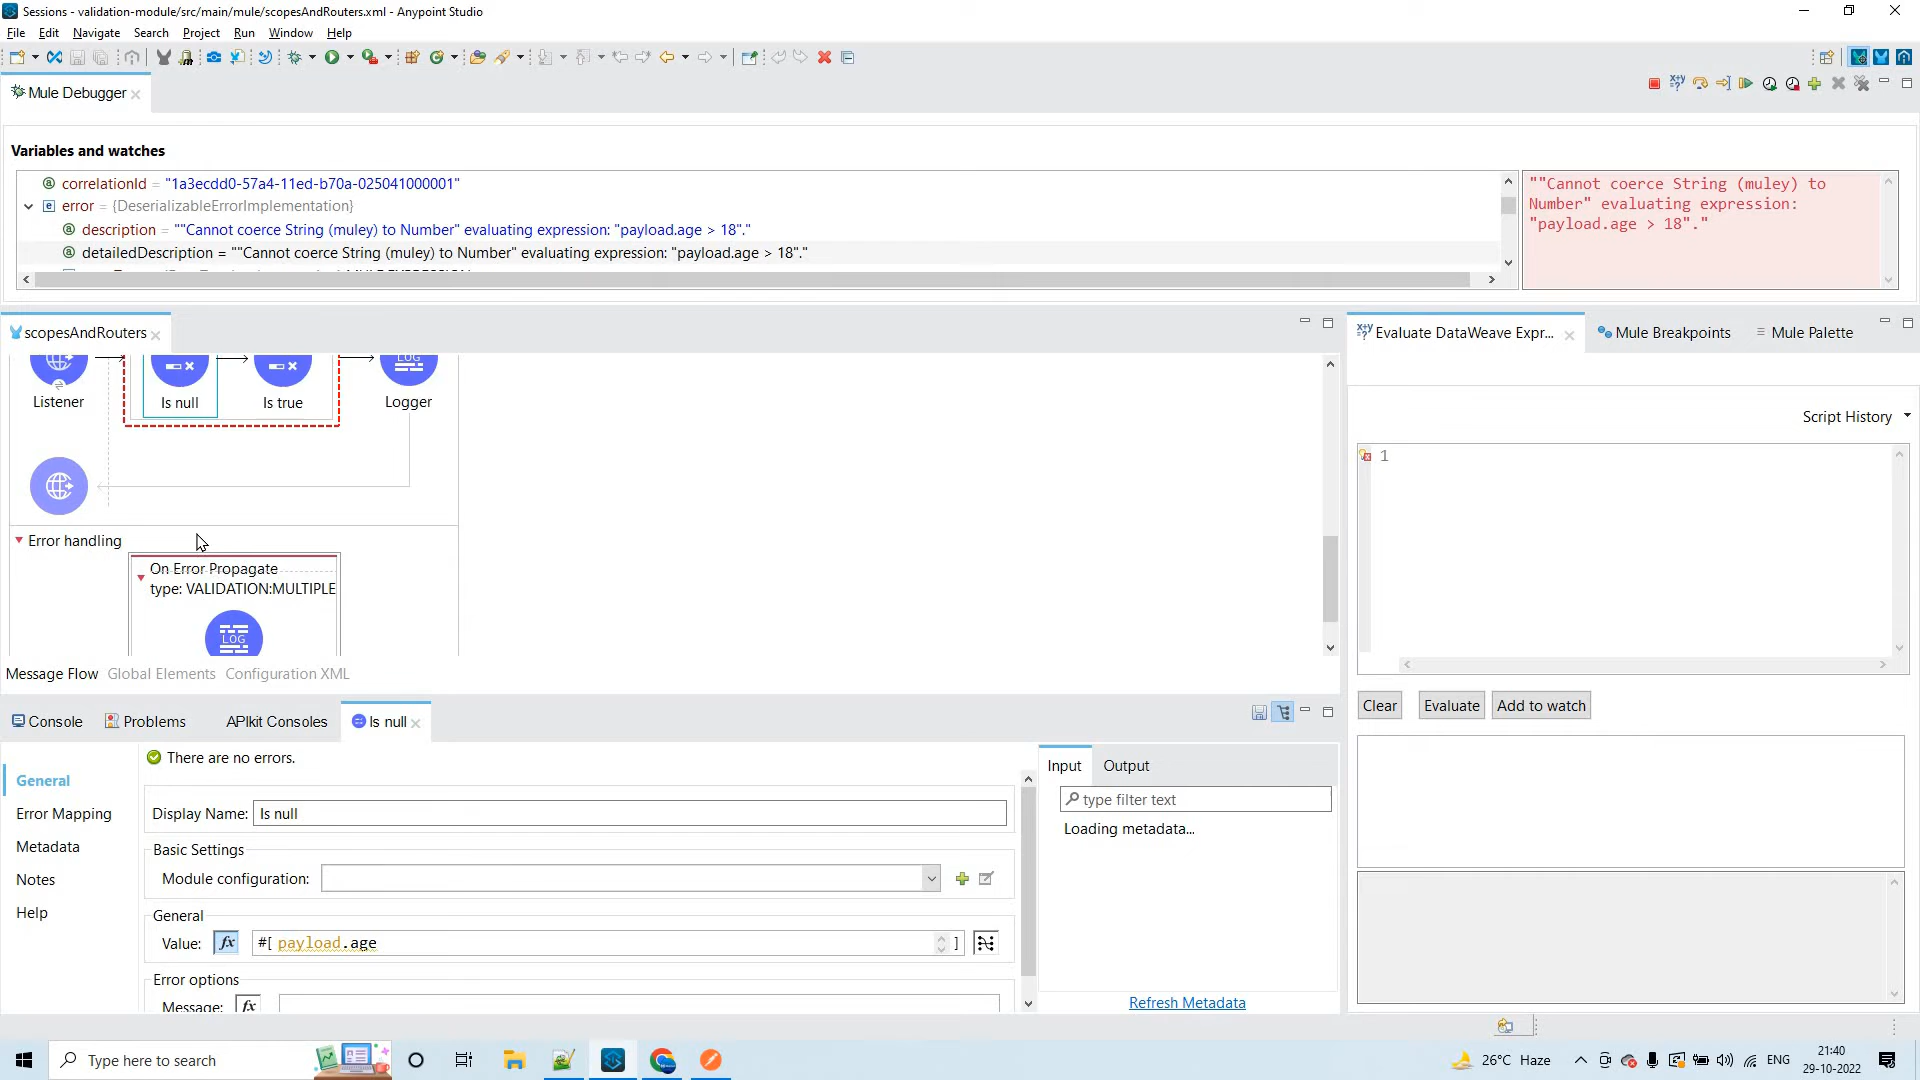 Sessions - validation-module/src/main/mule/scopesAndRouters.xml - Anypoint Studio
File Edit Navigate Search Project Run Window Help
Mule Debugger
Variables and watches
correlationId = "1a3ecdd0-57a4-11ed-b70a-025041000001"
error = {DeserializableErrorImplementation}
description = ""Cannot coerce String (muley) to Number" evaluating expression: "payload.age > 18"."
detailedDescription = ""Cannot coerce String (muley) to Number" evaluating expression: "payload.age > 18"."
""Cannot coerce String (muley) to
Number" evaluating expression:
"payload.age > 18"."
scopesAndRouters
LOG
Listener Is null Is true Logger
Error handling
On Error Propagate
type: VALIDATION:MULTIPLE
LOG
Message Flow Global Elements Configuration XML
x+y
=?
Evaluate DataWeave Expr... Mule Breakpoints Mule Palette
Script History
1
Clear Evaluate Add to watch
Console Problems APIkit Consoles Is null
General
Error Mapping
Metadata
Notes
Help
There are no errors.
Display Name: Is null
Basic Settings
Module configuration:
General
Value: fx #[ payload.age ]
Error options
Message: fx
Input Output
type filter text
Loading metadata...
Refresh Metadata
Type here to search
26°C Haze
ENG
21:40
29-10-2022